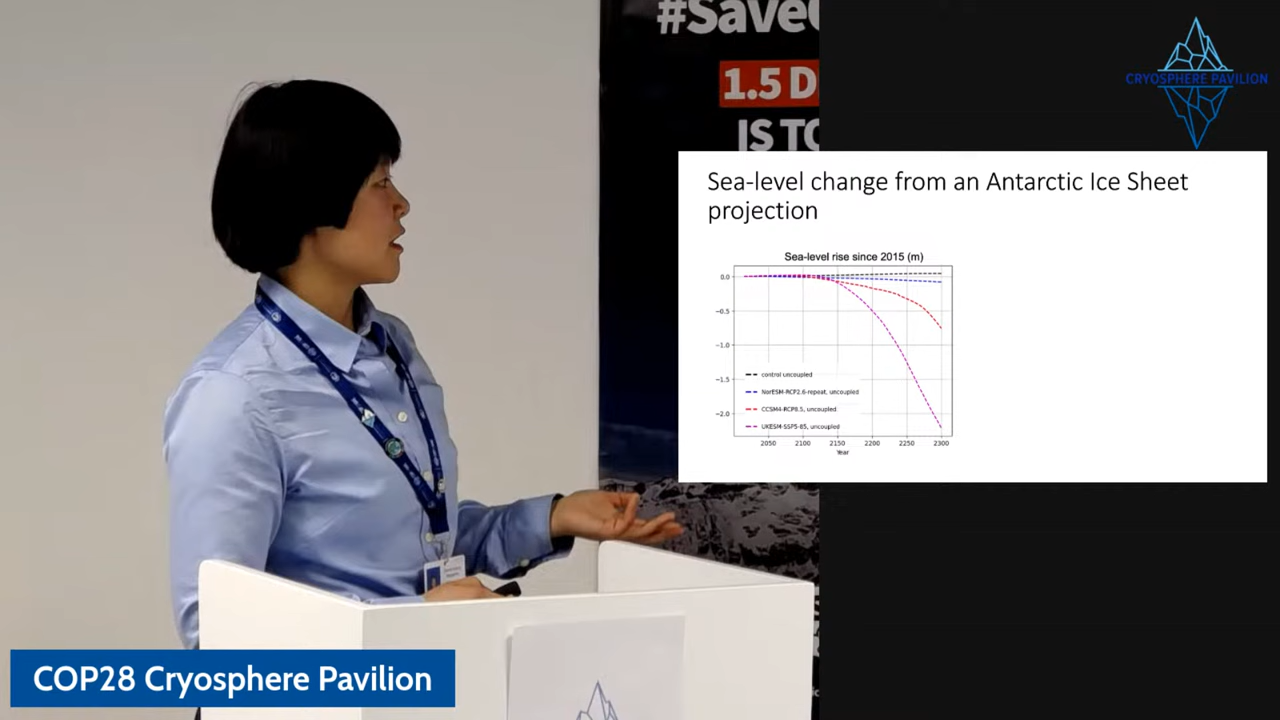 #Save
1.5 D
IS TO
CRYOSPHERE PAVILION
Sea-level change from an Antarctic Ice Sheet
projection
Sea-level rise since 2015 (m)
0.0
−0.5
−1.0
−1.5
−2.0
control uncoupled
NorESM-RCP2.6-repeat, uncoupled
CCSM4-RCP8.5, uncoupled
UKESM-SSP5-85, uncoupled
2050 2100 2150 2200 2250 2300
Year
COP28 Cryosphere Pavilion